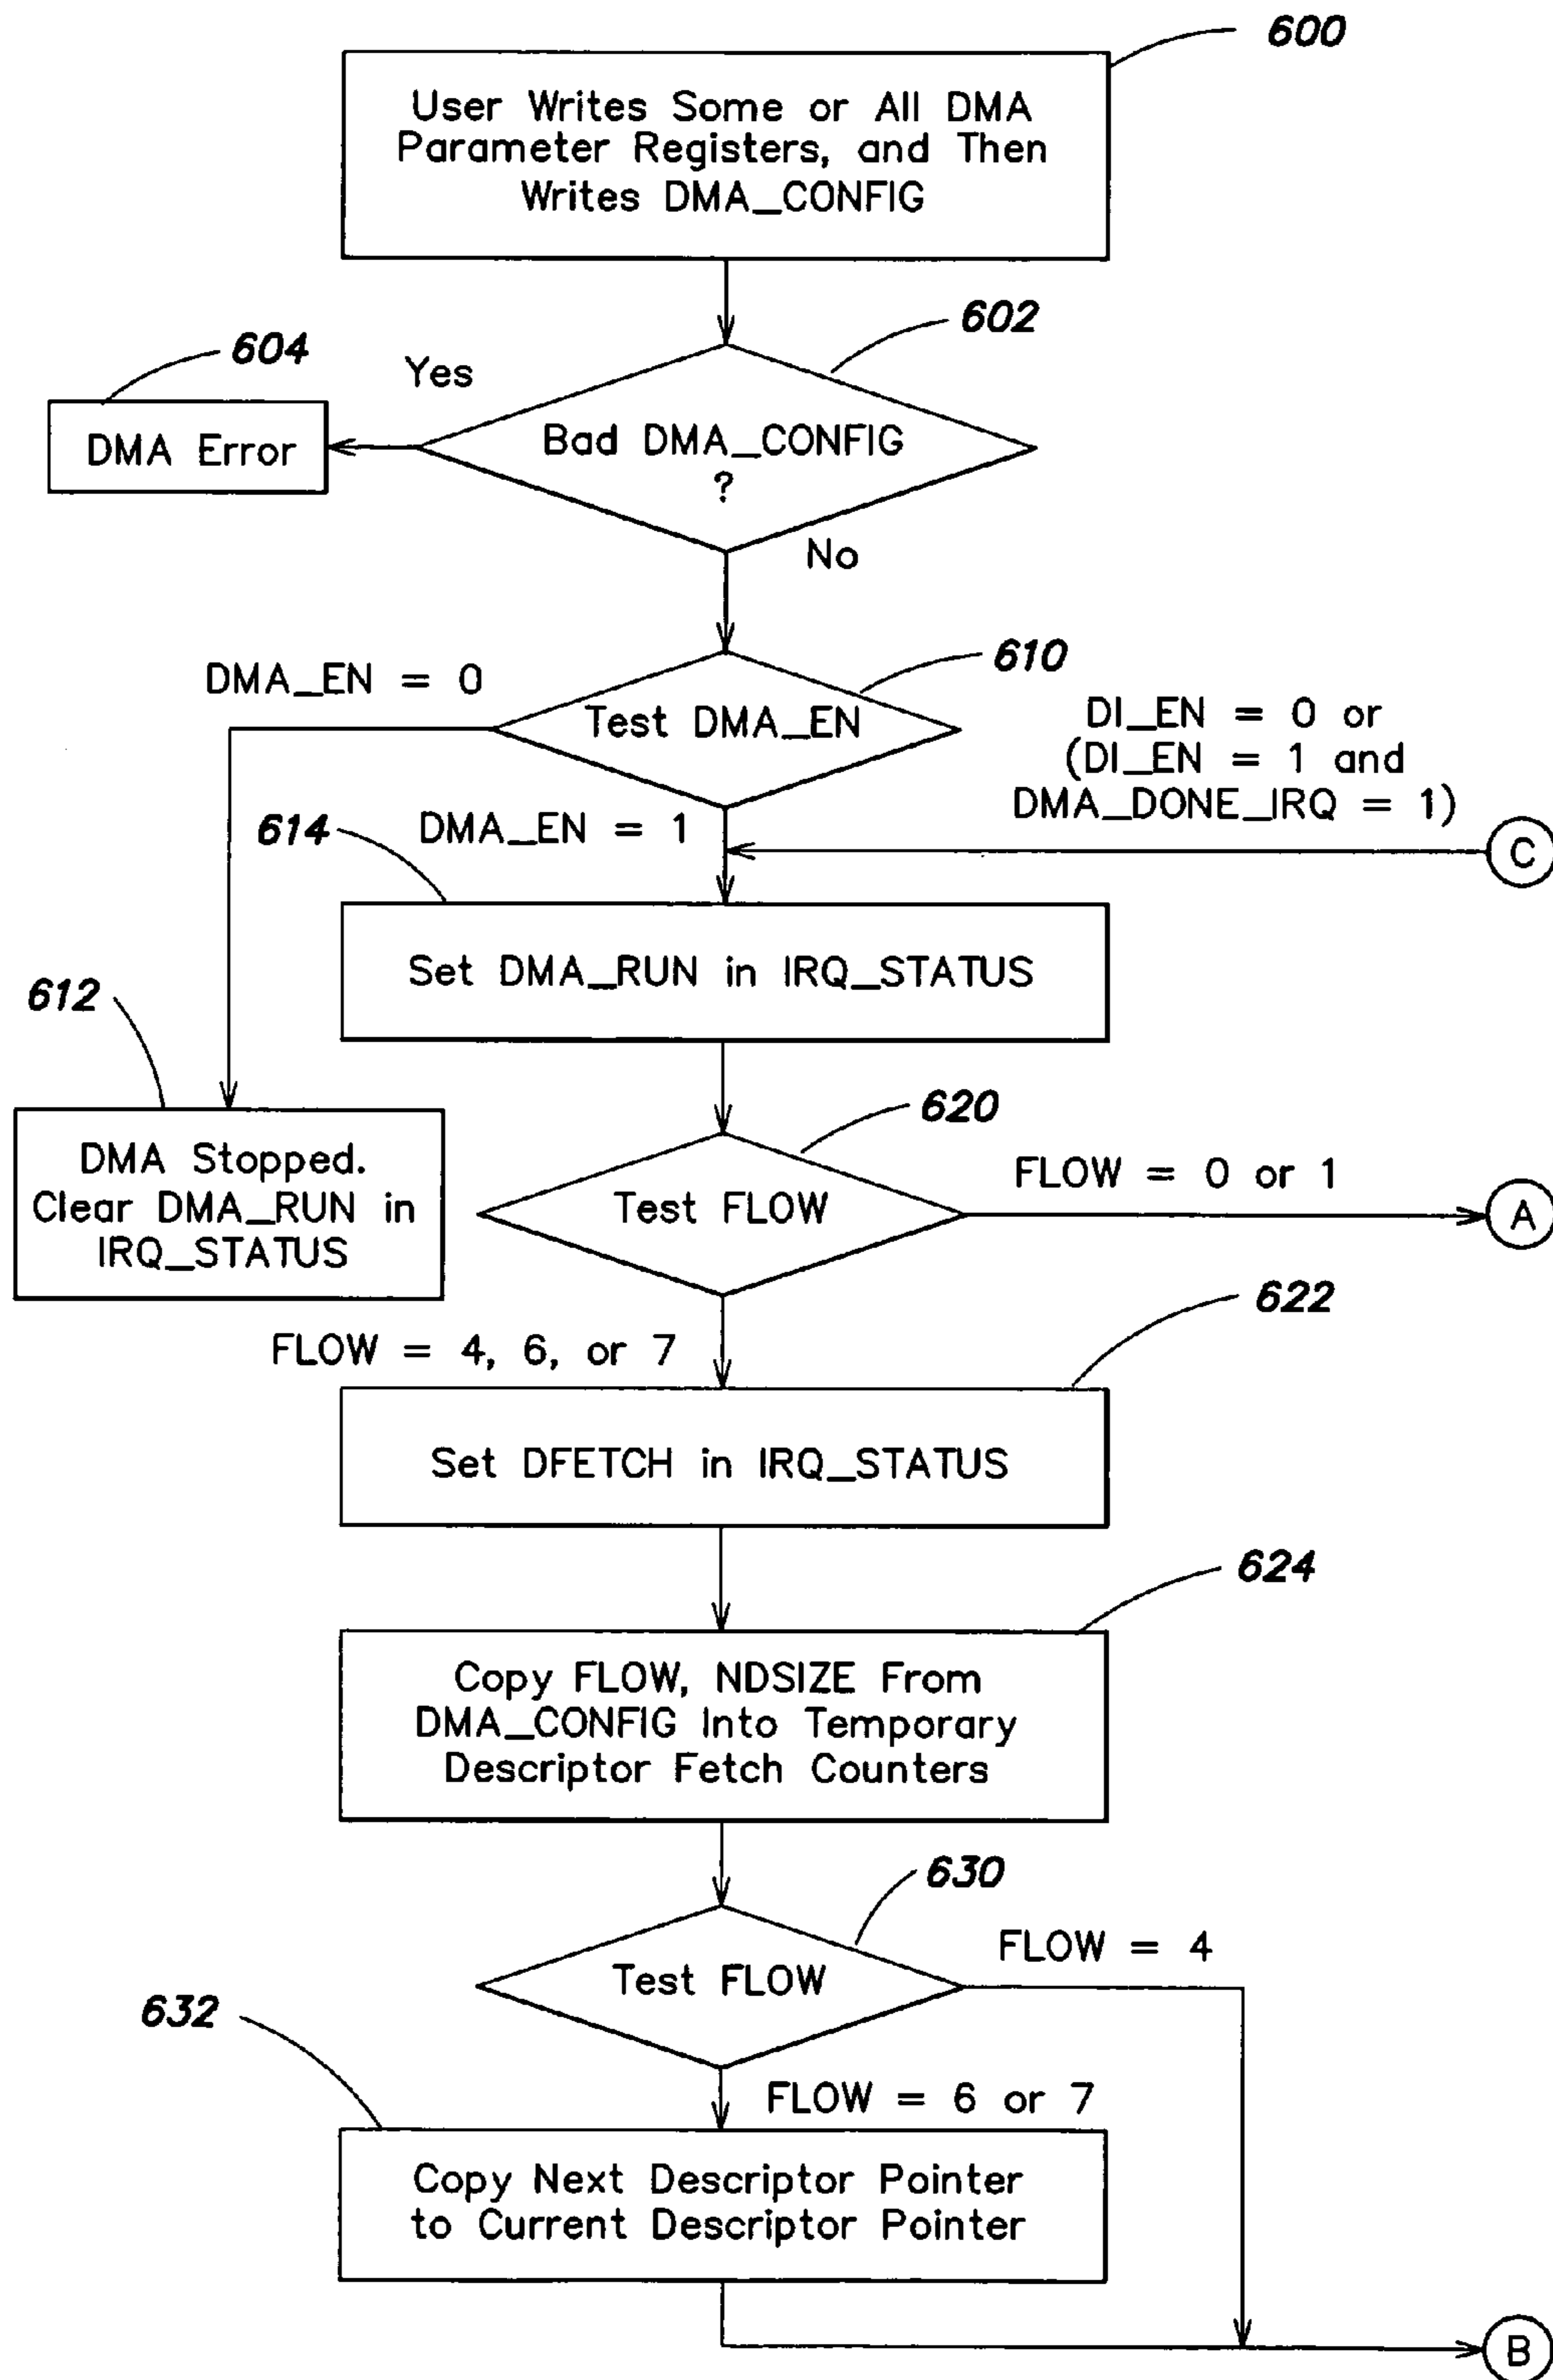 600
User Writes Some or All DMA
Parameter Registers, and Then
Writes DMA_CONFIG
602
604
Yes
DMA Error
Bad DMA_CONFIG
?
No
610
DMA_EN = 0
Test DMA_EN
DI_EN = 0 or
(DI_EN = 1 and
DMA_DONE_IRQ = 1)
614
DMA_EN = 1
C
Set DMA_RUN in IRQ_STATUS
612
620
DMA Stopped.
Clear DMA_RUN in
IRQ_STATUS
Test FLOW
FLOW = 0 or 1
A
622
FLOW = 4, 6, or 7
Set DFETCH in IRQ_STATUS
624
Copy FLOW, NDSIZE From
DMA_CONFIG Into Temporary
Descriptor Fetch Counters
630
FLOW = 4
Test FLOW
632
FLOW = 6 or 7
Copy Next Descriptor Pointer
to Current Descriptor Pointer
B